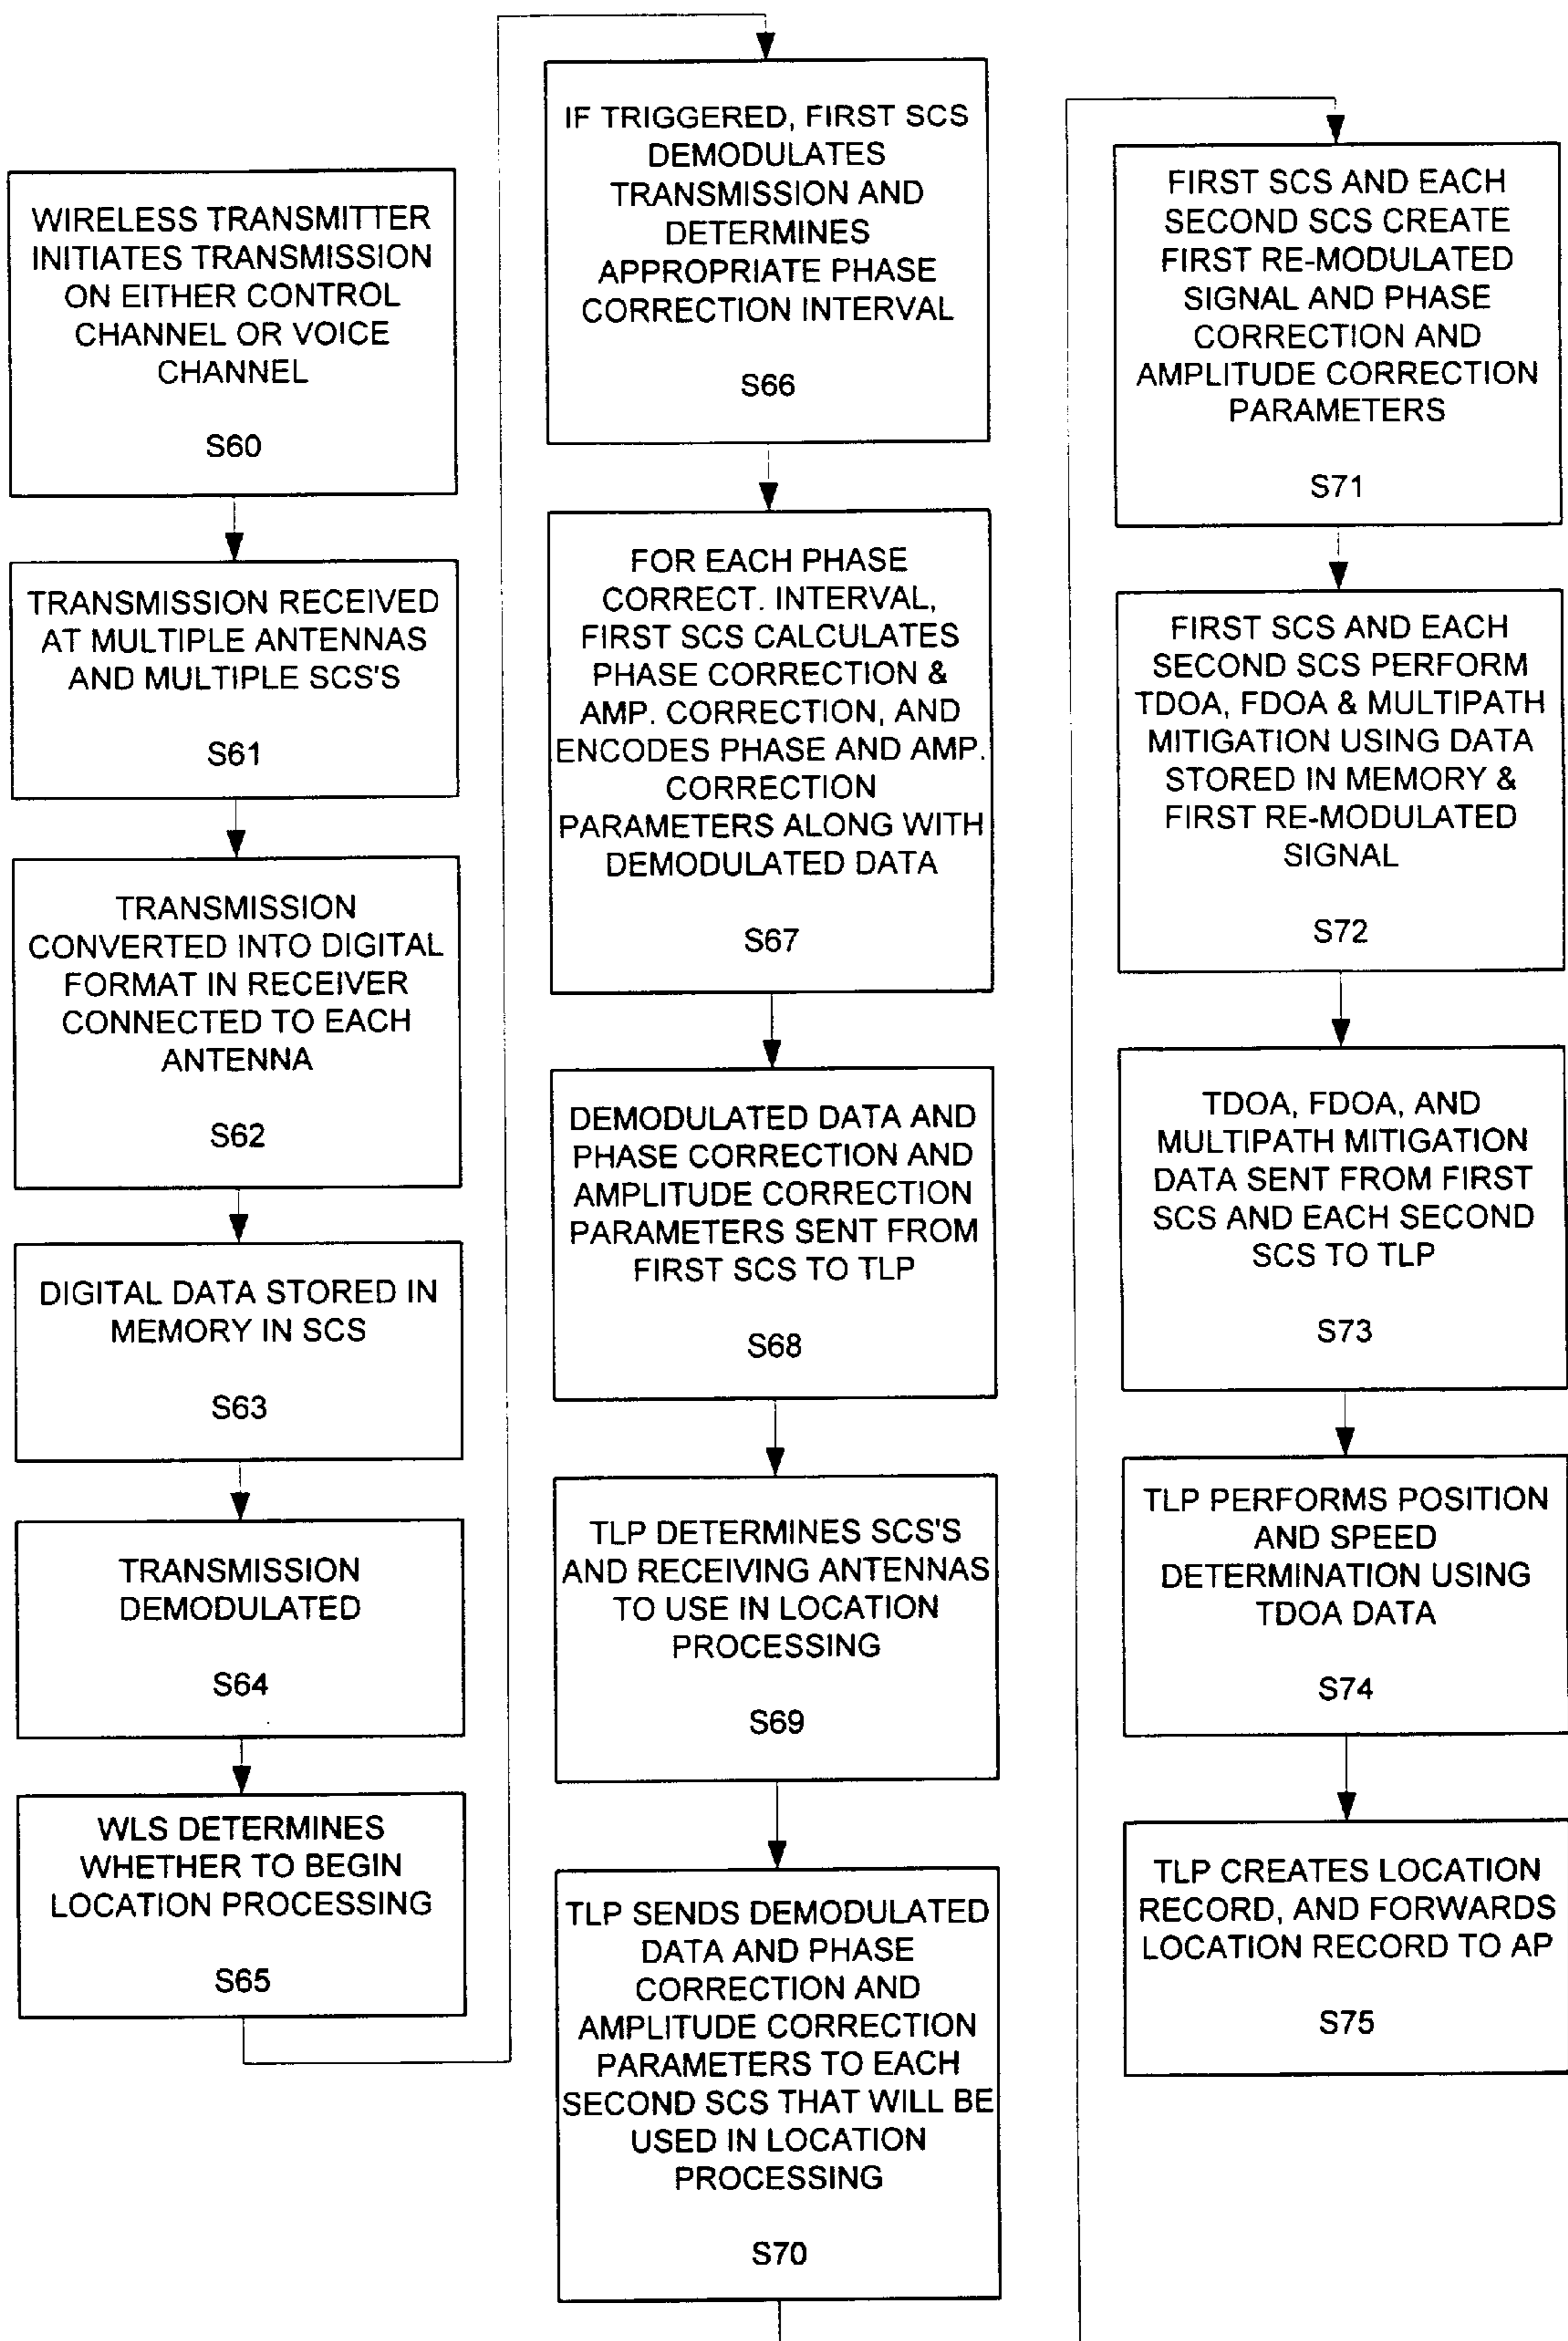 WIRELESS TRANSMITTER
INITIATES TRANSMISSION
ON EITHER CONTROL
CHANNEL OR VOICE
CHANNEL
S60
TRANSMISSION RECEIVED
AT MULTIPLE ANTENNAS
AND MULTIPLE SCS'S
S61
TRANSMISSION
CONVERTED INTO DIGITAL
FORMAT IN RECEIVER
CONNECTED TO EACH
ANTENNA
S62
DIGITAL DATA STORED IN
MEMORY IN SCS
S63
TRANSMISSION
DEMODULATED
S64
WLS DETERMINES
WHETHER TO BEGIN
LOCATION PROCESSING
S65
IF TRIGGERED, FIRST SCS
DEMODULATES
TRANSMISSION AND
DETERMINES
APPROPRIATE PHASE
CORRECTION INTERVAL
S66
FOR EACH PHASE
CORRECT. INTERVAL,
FIRST SCS CALCULATES
PHASE CORRECTION &
AMP. CORRECTION, AND
ENCODES PHASE AND AMP.
CORRECTION
PARAMETERS ALONG WITH
DEMODULATED DATA
S67
DEMODULATED DATA AND
PHASE CORRECTION AND
AMPLITUDE CORRECTION
PARAMETERS SENT FROM
FIRST SCS TO TLP
S68
TLP DETERMINES SCS'S
AND RECEIVING ANTENNAS
TO USE IN LOCATION
PROCESSING
S69
TLP SENDS DEMODULATED
DATA AND PHASE
CORRECTION AND
AMPLITUDE CORRECTION
PARAMETERS TO EACH
SECOND SCS THAT WILL BE
USED IN LOCATION
PROCESSING
S70
FIRST SCS AND EACH
SECOND SCS CREATE
FIRST RE-MODULATED
SIGNAL AND PHASE
CORRECTION AND
AMPLITUDE CORRECTION
PARAMETERS
S71
FIRST SCS AND EACH
SECOND SCS PERFORM
TDOA, FDOA & MULTIPATH
MITIGATION USING DATA
STORED IN MEMORY &
FIRST RE-MODULATED
SIGNAL
S72
TDOA, FDOA, AND
MULTIPATH MITIGATION
DATA SENT FROM FIRST
SCS AND EACH SECOND
SCS TO TLP
S73
TLP PERFORMS POSITION
AND SPEED
DETERMINATION USING
TDOA DATA
S74
TLP CREATES LOCATION
RECORD, AND FORWARDS
LOCATION RECORD TO AP
S75